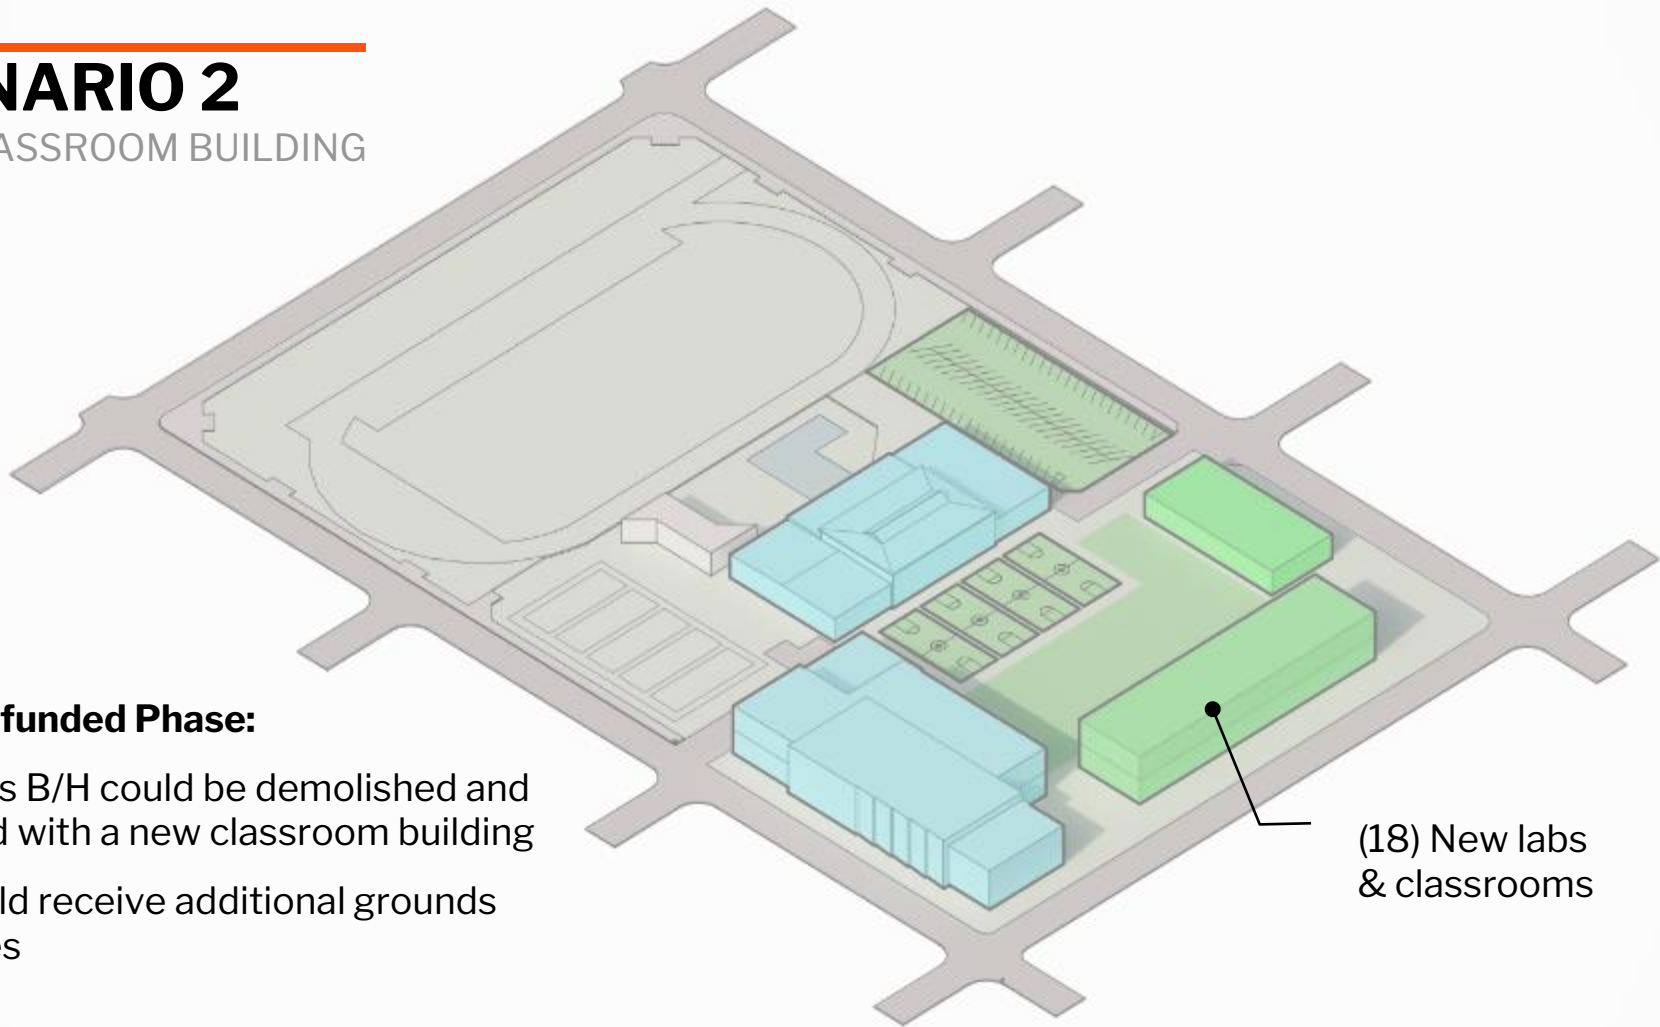 NARIO 2
ASSROOM BUILDING
funded Phase:
s B/H could be demolished and
d with a new classroom building
ld receive additional grounds
es
(18) New labs
& classrooms